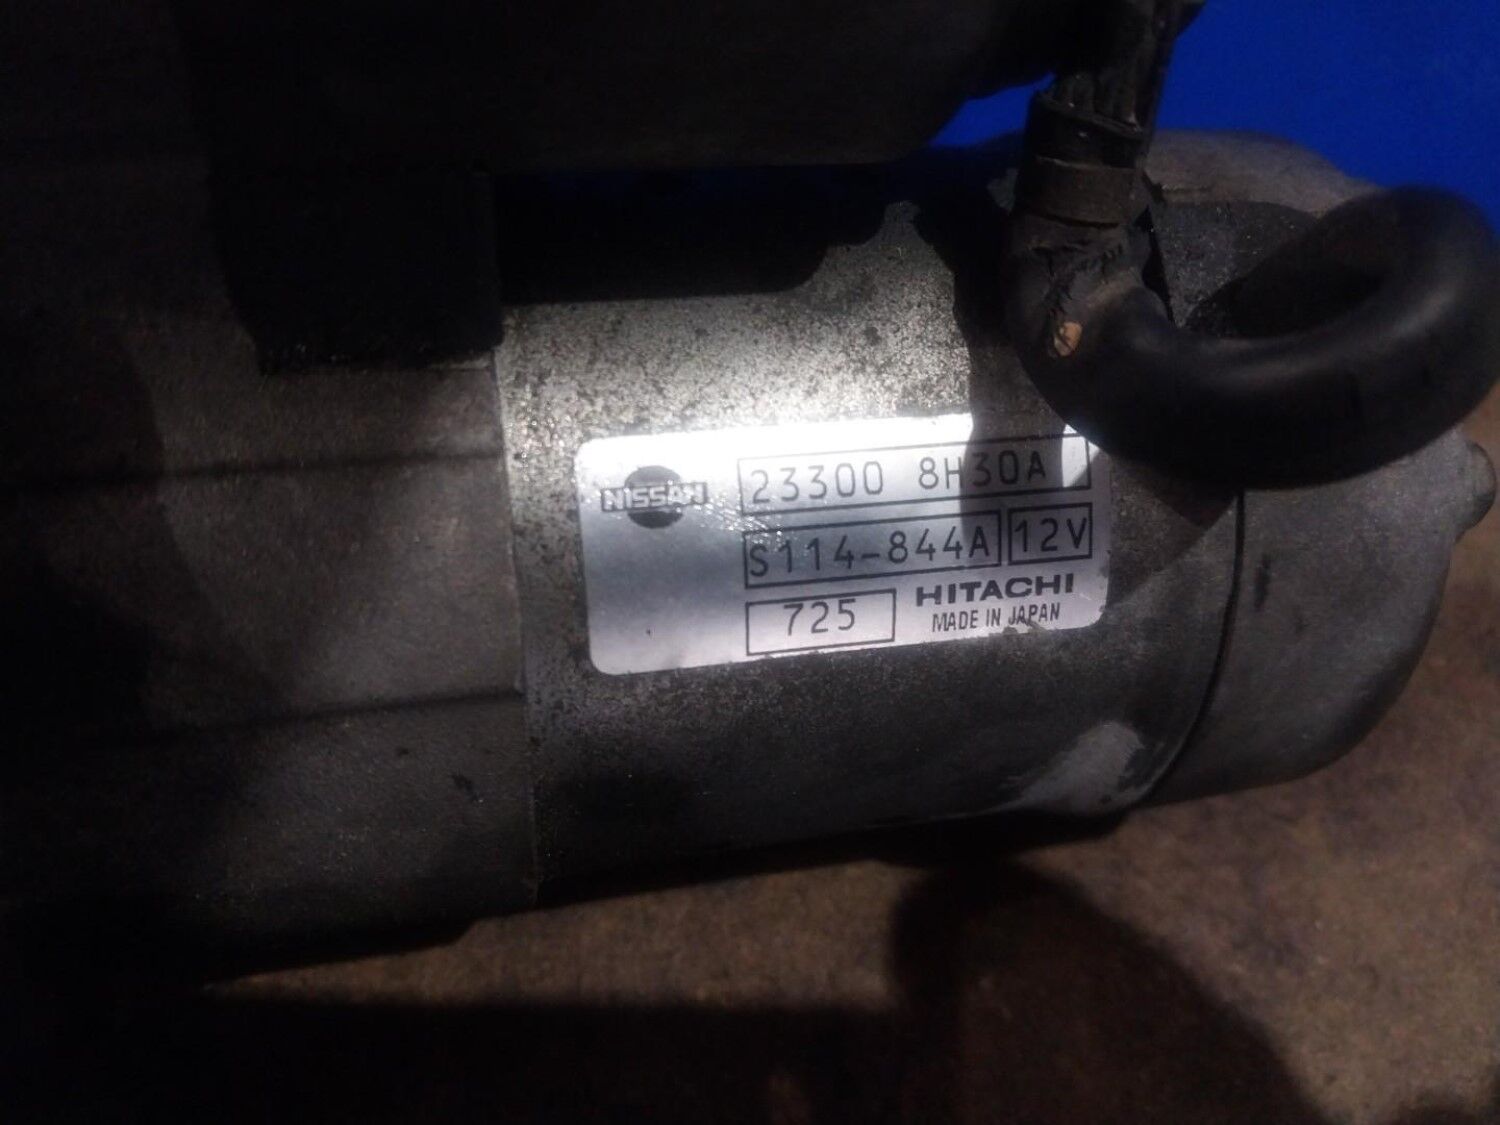 NISSAN
23300 8H30A
S114-844A 12V
725 HITACHI
MADE IN JAPAN